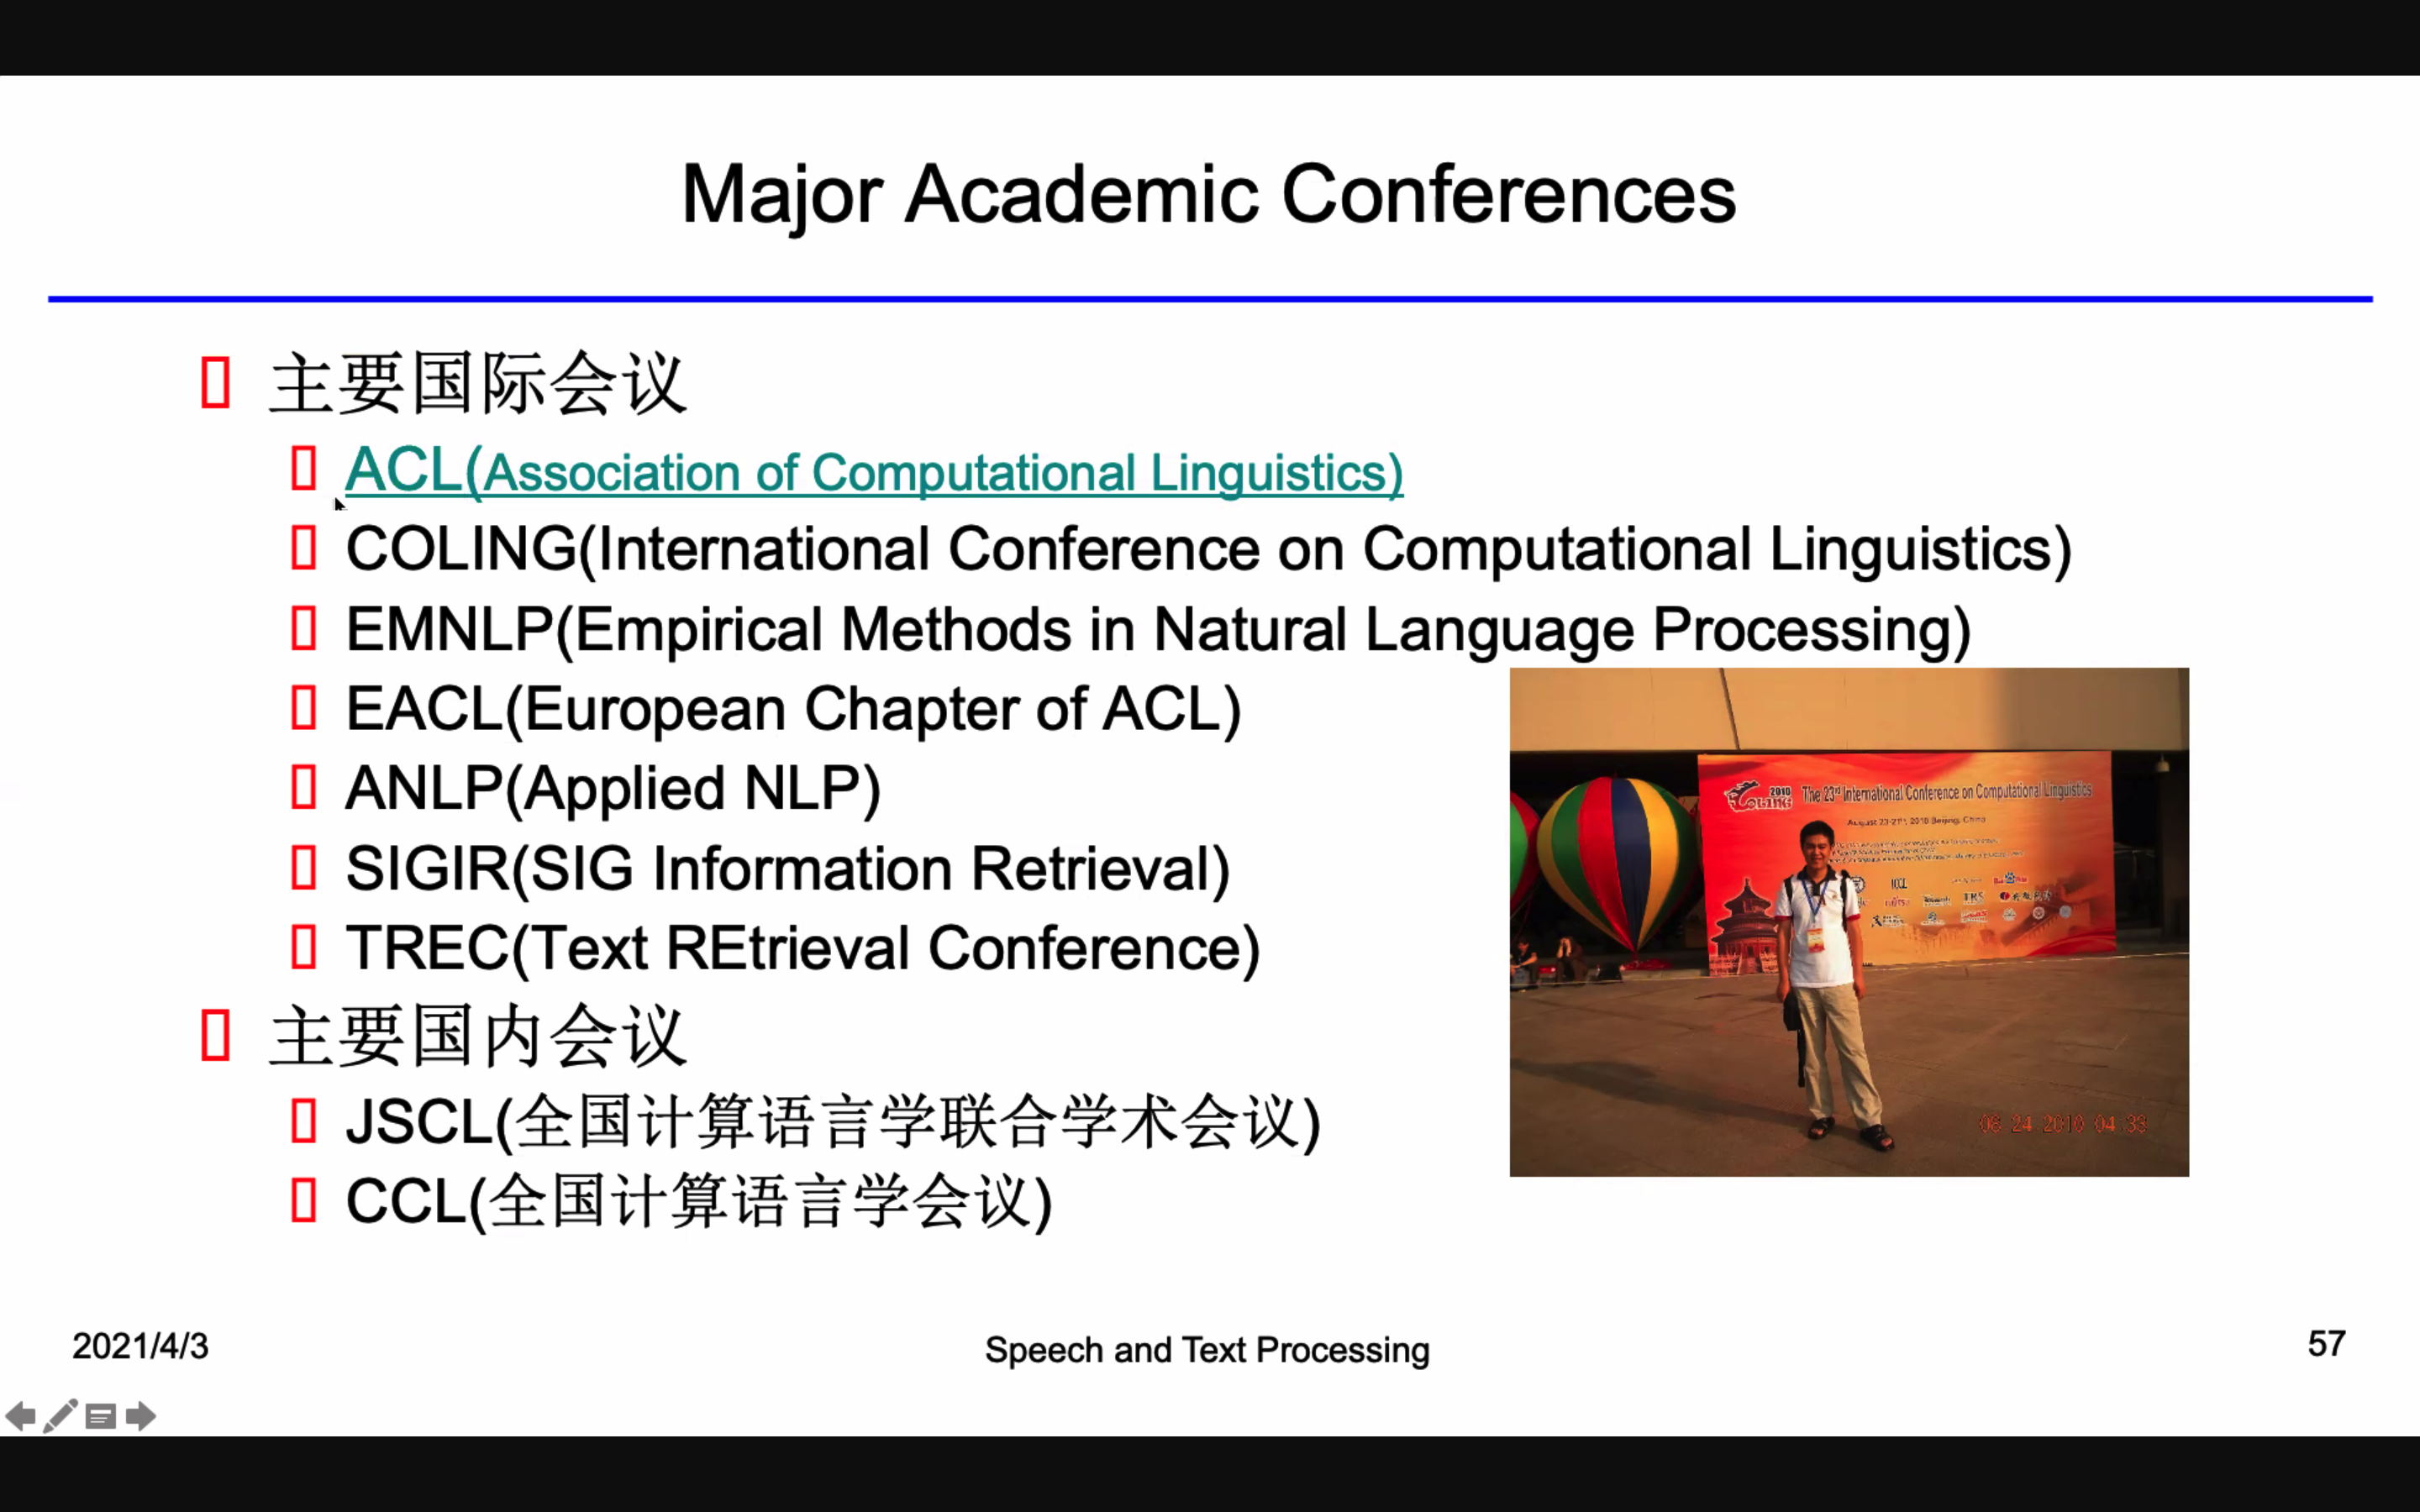 Major Academic Conferences
主要国际会议
ACL(Association of Computational Linguistics)
COLING(International Conference on Computational Linguistics)
EMNLP(Empirical Methods in Natural Language Processing)
EACL(European Chapter of ACL)
ANLP(Applied NLP)
SIGIR(SIG Information Retrieval)
TREC(Text REtrieval Conference)
主要国内会议
JSCL(全国计算语言学联合学术会议)
CCL(全国计算语言学会议)
2010
The 23rd International Conference on Computational Linguistics
2010 Beijing, China
08 24 2010 04:33
2021/4/3
Speech and Text Processing
57